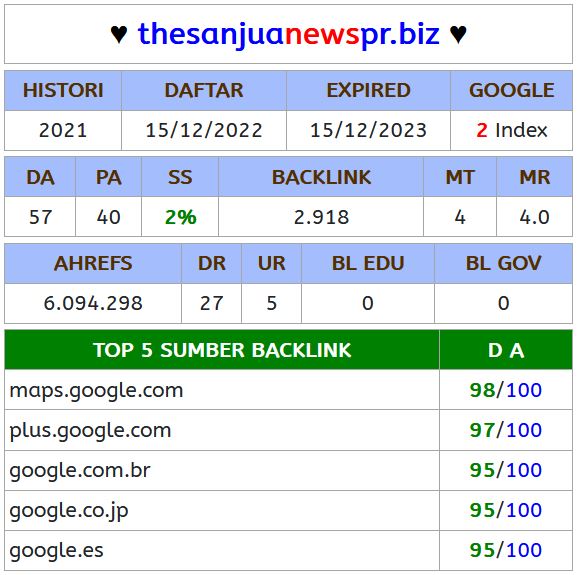 ♥ thesanjuanewspr.biz ♥
HISTORI DAFTAR EXPIRED GOOGLE
2021 15/12/2022 15/12/2023 2 Index
DA PA SS BACKLINK MT MR
57 40 2% 2.918 4 4.0
AHREFS DR UR BL EDU BL GOV
6.094.298 27 5 0 0
TOP 5 SUMBER BACKLINK D A
maps.google.com 98/100
plus.google.com 97/100
google.com.br 95/100
google.co.jp 95/100
google.es 95/100